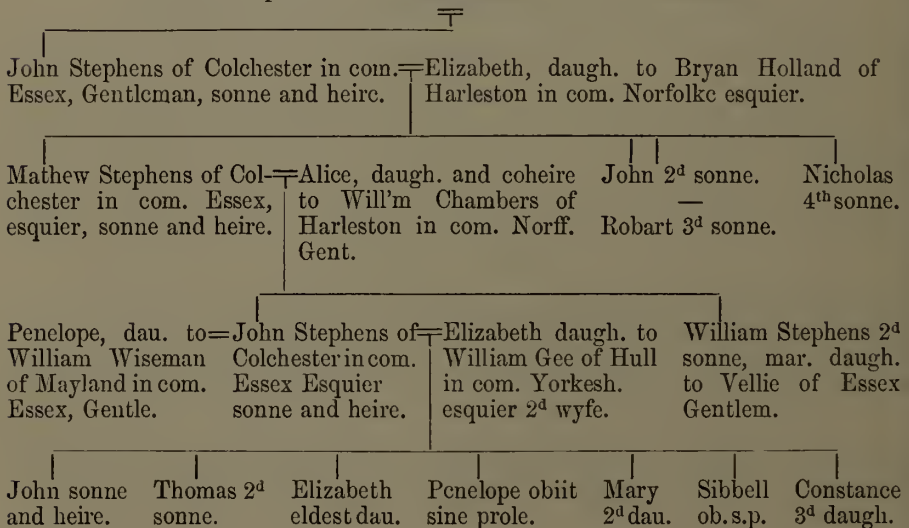 John Stephens of Colchester in com.
Essex, Gentleman, sonne and heire.
Elizabeth, daugh. to Bryan Holland of
Harleston in com. Norfolke esquier.
Mathew Stephens of Col-
chester in com. Essex,
esquier, sonne and heire.
Alice, daugh. and coheire
to Will'm Chambers of
Harleston in com. Norff.
Gent.
John 2d sonne.
—
Robart 3d sonne.
Nicholas
4th sonne.
Penelope, dau. to
William Wiseman
of Mayland in com.
Essex, Gentle.
John Stephens of
Colchester in com.
Essex Esquier
sonne and heire.
Elizabeth daugh. to
William Gee of Hull
in com. Yorkesh.
esquier 2d wyfe.
William Stephens 2d
sonne, mar. daugh.
to Vellie of Essex
Gentlem.
John sonne
and heire.
Thomas 2d
sonne.
Elizabeth
eldest dau.
Penelope obiit
sine prole.
Mary
2d dau.
Sibbell
ob. s.p.
Constance
3d daugh.